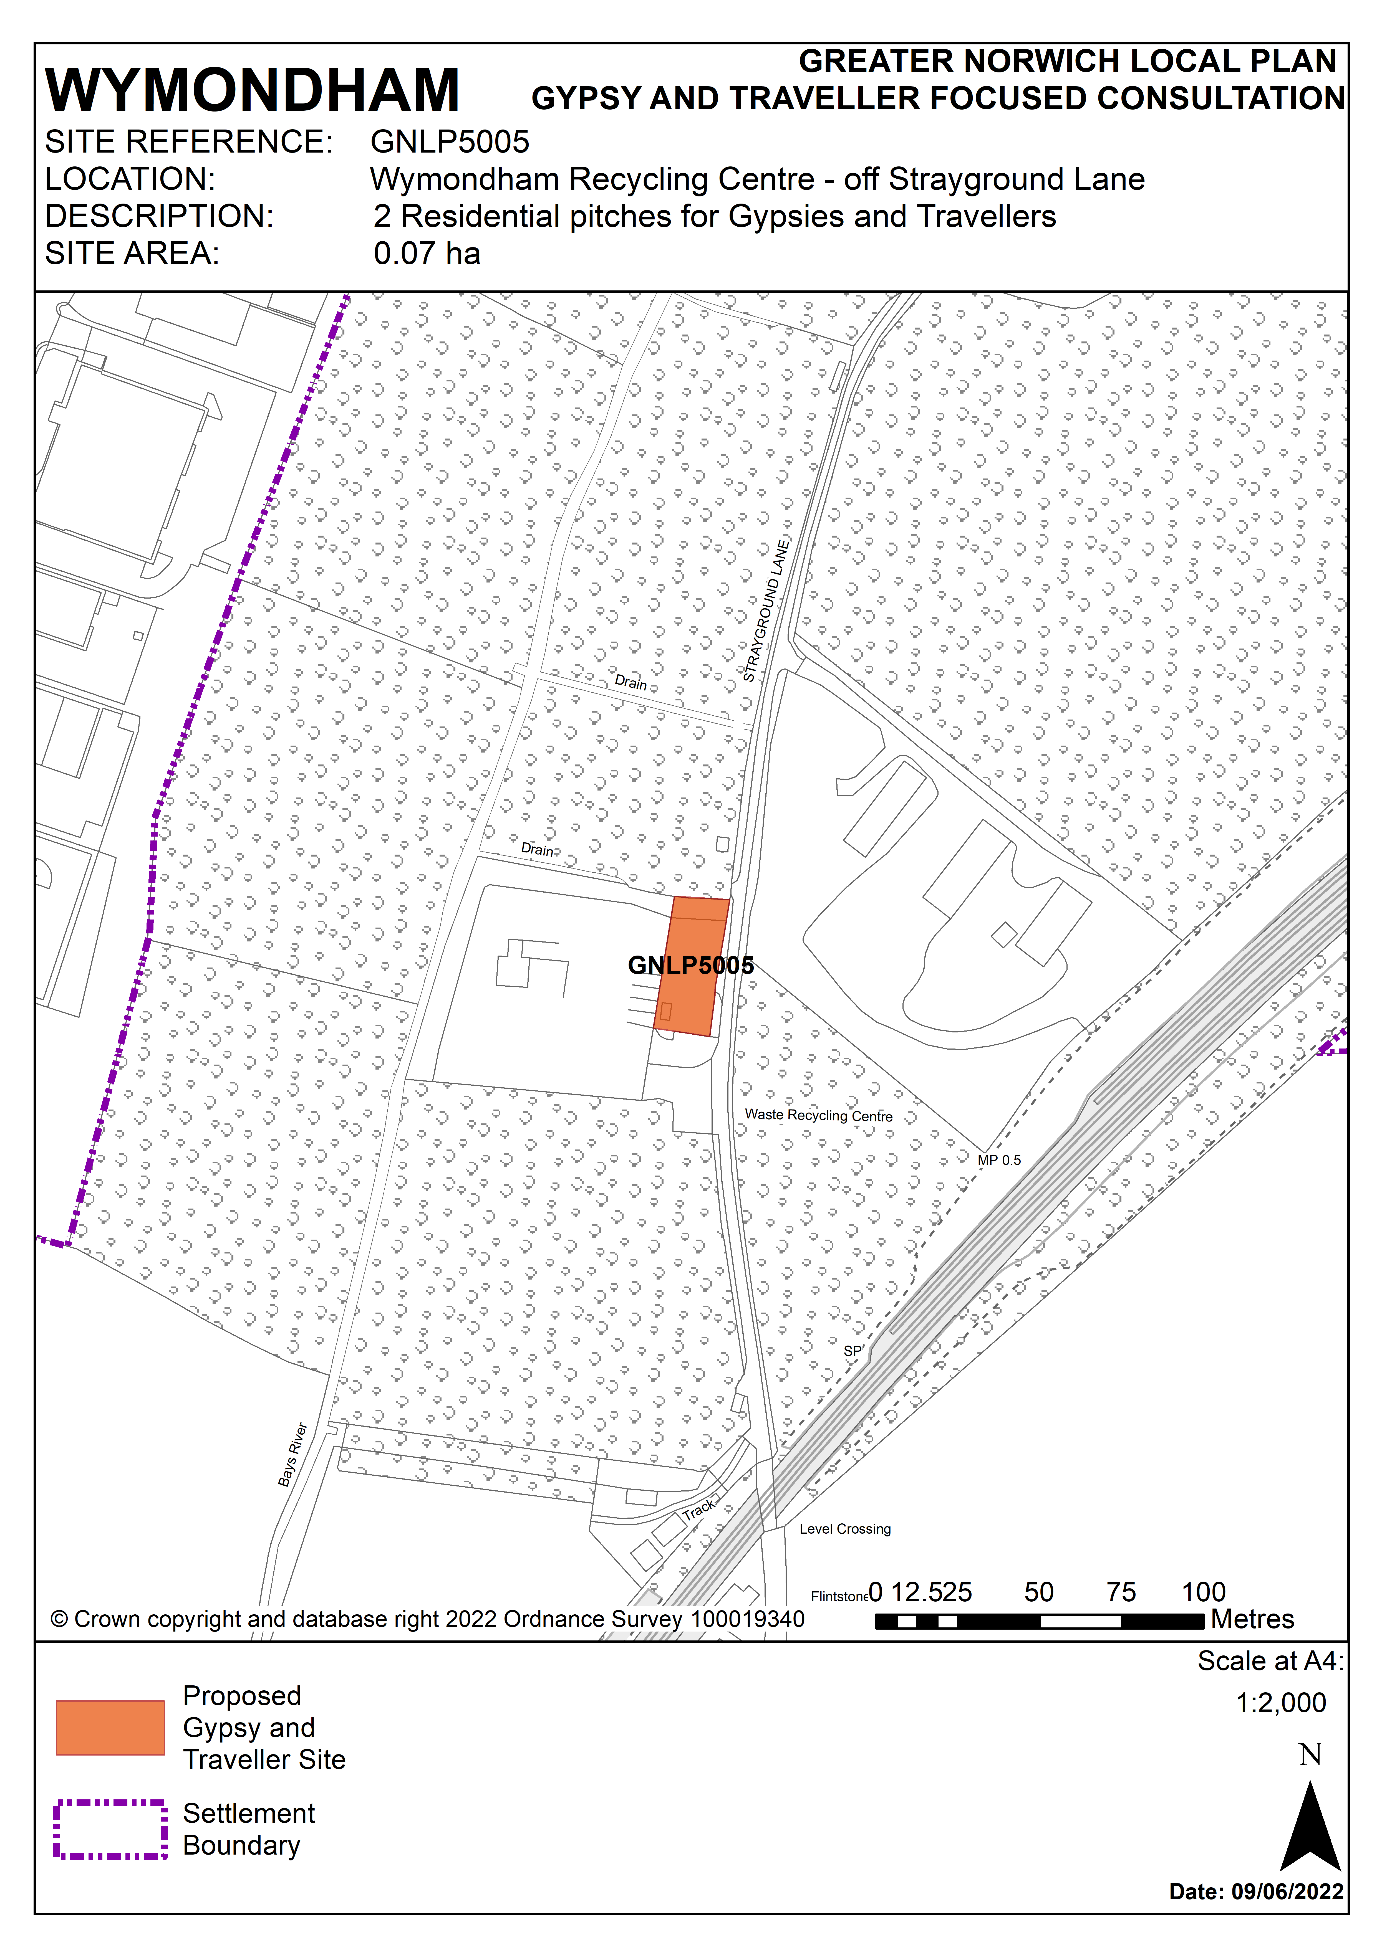 WYMONDHAM
GREATER NORWICH LOCAL PLAN
GYPSY AND TRAVELLER FOCUSED CONSULTATION
SITE REFERENCE: GNLP5005
LOCATION: Wymondham Recycling Centre - off Strayground Lane
DESCRIPTION: 2 Residential pitches for Gypsies and Travellers
SITE AREA: 0.07 ha
STRAYGROUND LANE
Drain
Drain
GNLP5005
Waste Recycling Centre
MP 0.5
SP
Bays River
Track
Level Crossing
Flintstone
0 12.5 25 50 75 100
Metres
© Crown copyright and database right 2022 Ordnance Survey 100019340
Scale at A4:
1:2,000
Proposed
Gypsy and
Traveller Site
Settlement
Boundary
N
Date: 09/06/2022